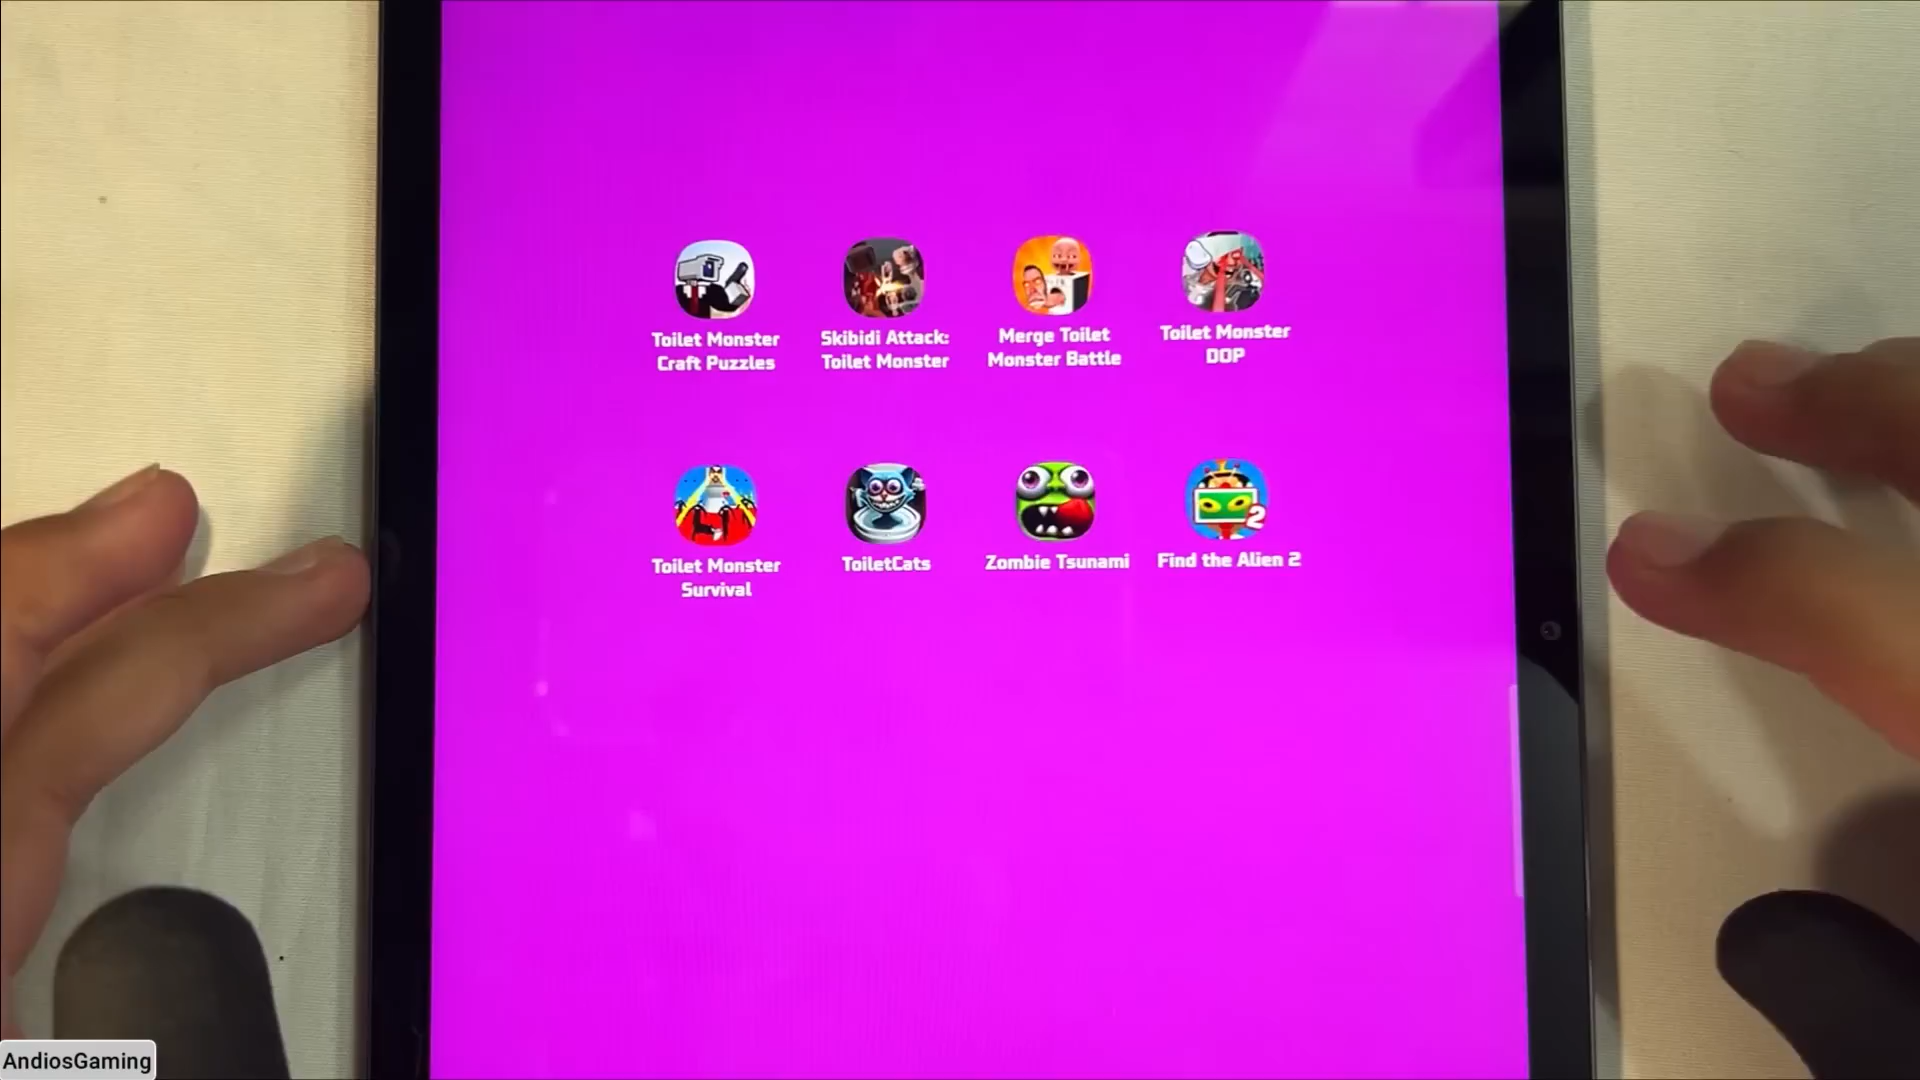 Toilet Monster
Craft Puzzles
Skibidi Attack:
Toilet Monster
Merge Toilet
Monster Battle
Toilet Monster
DOP
Toilet Monster
Survival
ToiletCats
Zombie Tsunami
2
Find the Alien 2
AndiosGaming